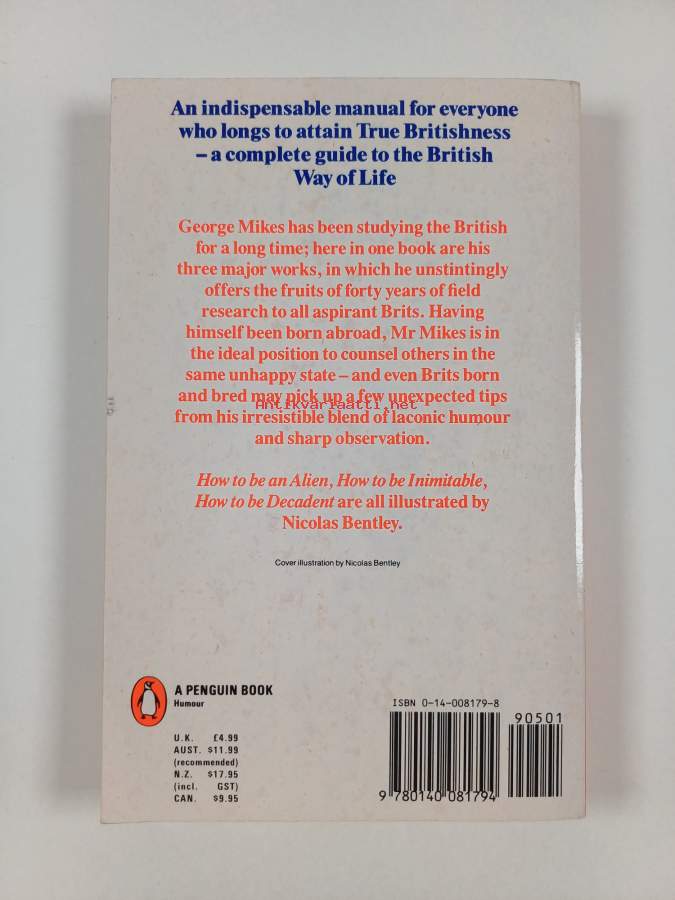 An indispensable manual for everyone
who longs to attain True Britishness
– a complete guide to the British
Way of Life
George Mikes has been studying the British
for a long time; here in one book are his
three major works, in which he unstintingly
offers the fruits of forty years of field
research to all aspirant Brits. Having
himself been born abroad, Mr Mikes is in
the ideal position to counsel others in the
same unhappy state – and even Brits born
and bred may pick up a few unexpected tips
Antikvariaatti.net
from his irresistible blend of laconic humour
and sharp observation.
How to be an Alien, How to be Inimitable,
How to be Decadent are all illustrated by
Nicolas Bentley.
Cover illustration by Nicolas Bentley
A PENGUIN BOOK
Humour
U.K. £4.99
AUST. $11.99
(recommended)
N.Z. $17.95
(incl. GST)
CAN. $9.95
ISBN 0-14-008179-8
90501
9 780140 081794